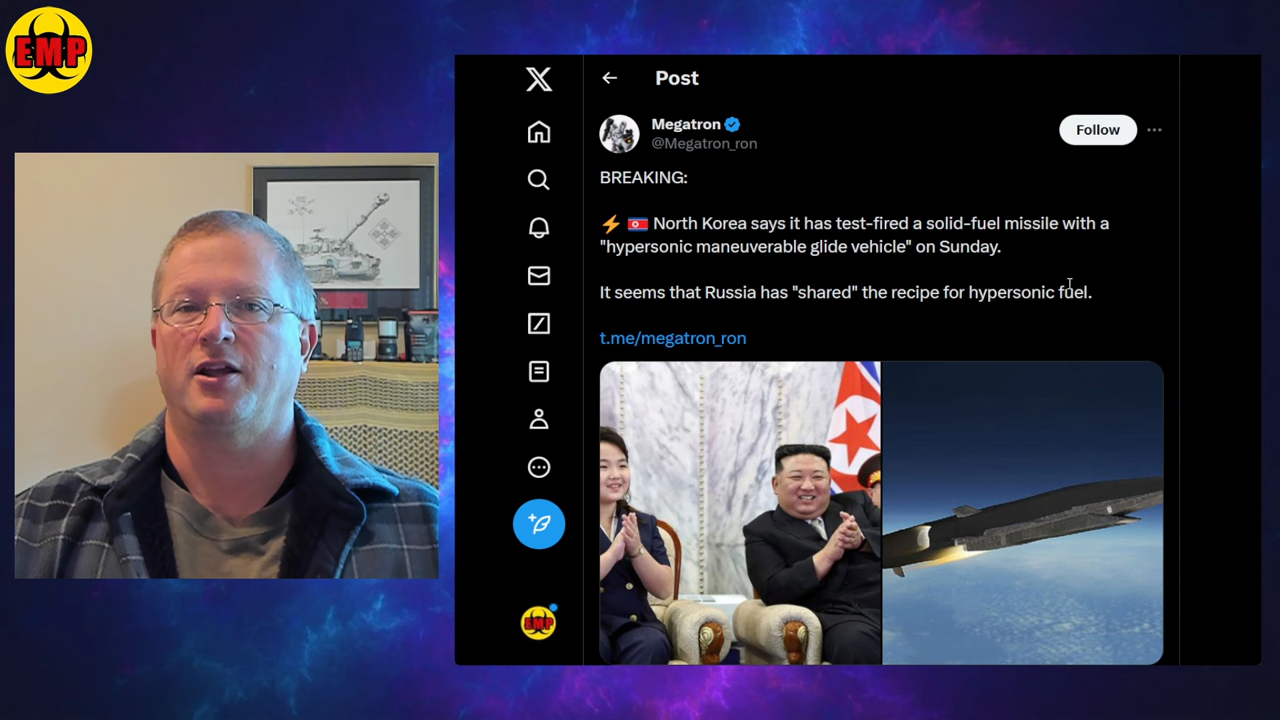 EMP
Post
Megatron
Follow
@Megatron_ron
BREAKING:
⚡ 🇰🇵 North Korea says it has test-fired a solid-fuel missile with a
"hypersonic maneuverable glide vehicle" on Sunday.
It seems that Russia has "shared" the recipe for hypersonic fuel.
t.me/megatron_ron
EMP